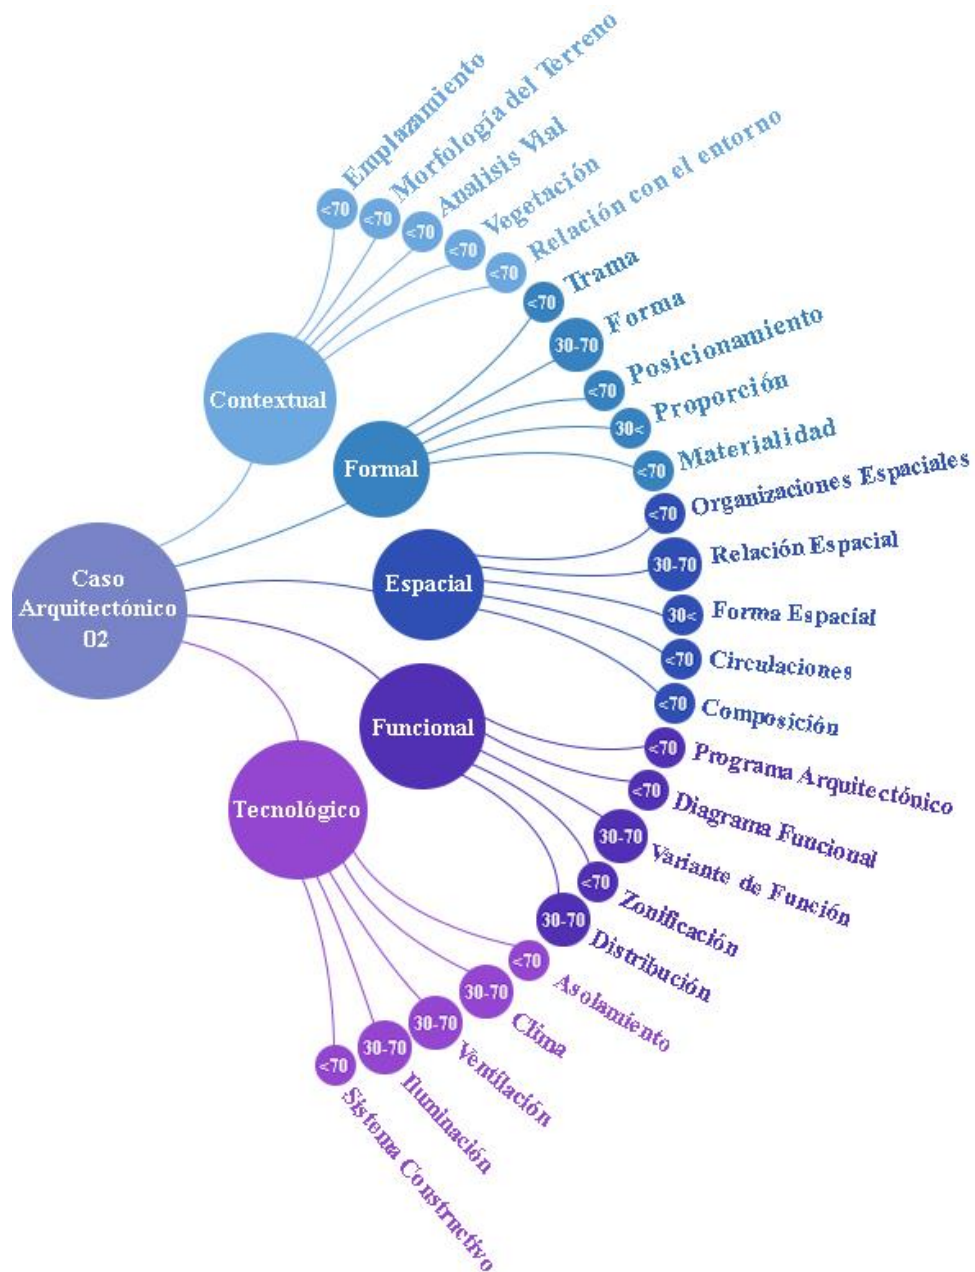 Emplazamiento
<70
Morfología del Terreno
<70
Analisis Vial
<70
Vegetación
<70
Relación con el entorno
<70
Contextual
Trama
<70
Forma
30-70
Posicionamiento
<70
Proporción
30<
Materialidad
<70
Formal
Organizaciones Espaciales
<70
Relación Espacial
30-70
Forma Espacial
30<
Circulaciones
<70
Composición
<70
Espacial
Caso
Arquitectónico
02
Programa Arquitectónico
<70
Diagrama Funcional
<70
Variante de Función
30-70
Zonificación
<70
Distribución
30-70
Funcional
Asolamiento
<70
Clima
30-70
Ventilación
30-70
Iluminación
30-70
Sistema Constructivo
<70
Tecnológico